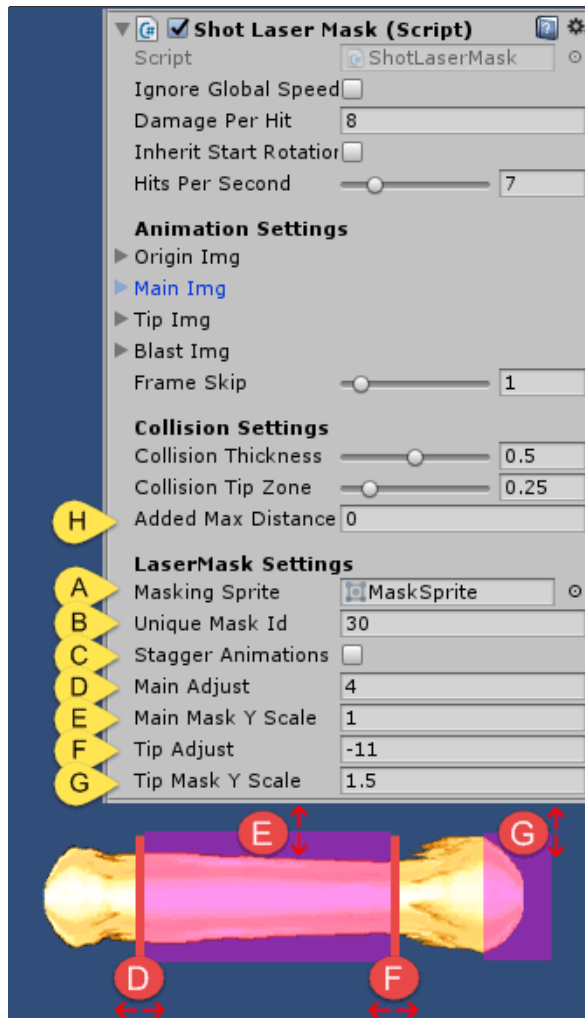 Shot Laser Mask (Script)
Script ShotLaserMask
Ignore Global Speed
Damage Per Hit 8
Inherit Start Rotation
Hits Per Second 7
Animation Settings
Origin Img
Main Img
Tip Img
Blast Img
Frame Skip 1
Collision Settings
Collision Thickness 0.5
Collision Tip Zone 0.25
H Added Max Distance 0
LaserMask Settings
A Masking Sprite MaskSprite
B Unique Mask Id 30
C Stagger Animations
D Main Adjust 4
E Main Mask Y Scale 1
F Tip Adjust -11
G Tip Mask Y Scale 1.5
E G
D F